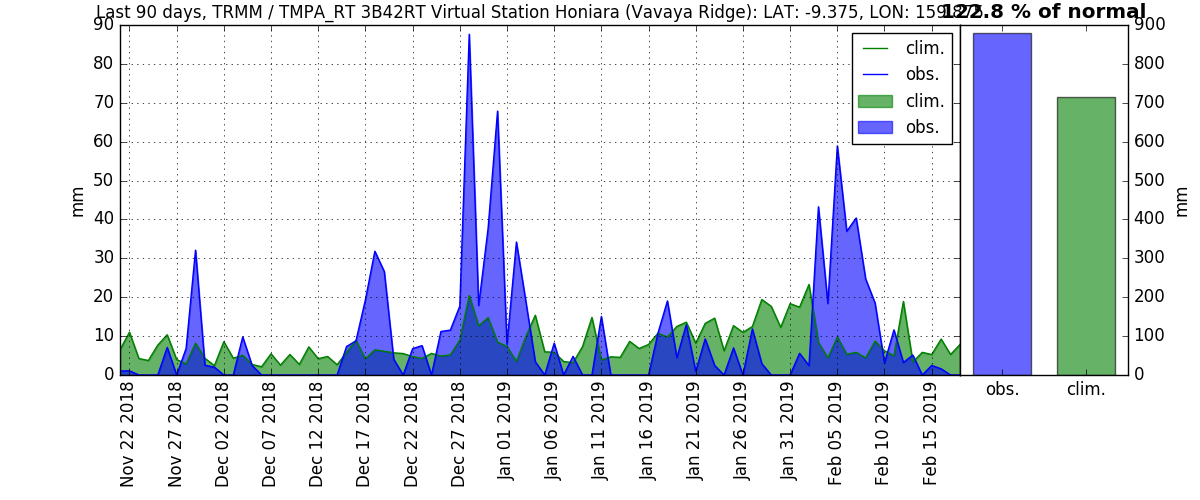 Last 90 days, TRMM / TMPA_RT 3B42RT Virtual Station Honiara (Vavaya Ridge): LAT: -9.375, LON: 159.875
122.8 % of normal
90
80
70
60
50
40
30
20
10
0
mm
clim.
obs.
clim.
obs.
900
800
700
600
500
400
300
200
100
0
mm
obs.
clim.
Nov 22 2018
Nov 27 2018
Dec 02 2018
Dec 07 2018
Dec 12 2018
Dec 17 2018
Dec 22 2018
Dec 27 2018
Jan 01 2019
Jan 06 2019
Jan 11 2019
Jan 16 2019
Jan 21 2019
Jan 26 2019
Jan 31 2019
Feb 05 2019
Feb 10 2019
Feb 15 2019